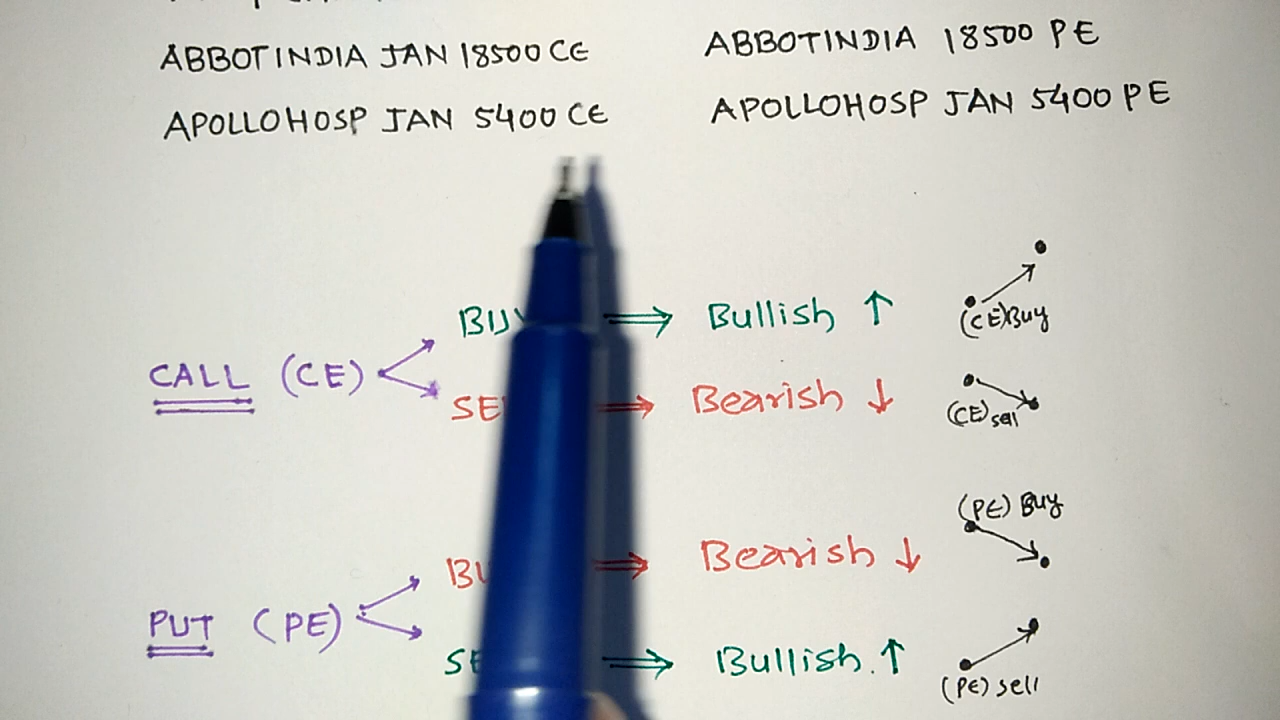 ABBOTINDIA JAN 18500 CE ABBOTINDIA 18500 PE
APOLLOHOSP JAN 5400 CE APOLLOHOSP JAN 5400 PE
BUY ⇒ Bullish ↑ (CE)Buy
CALL (CE)
⇒ Bearish ↓ (CE)sell
(PE) Buy
⇒ Bearish ↓
PUT (PE)
⇒ Bullish. ↑ (PE) sell